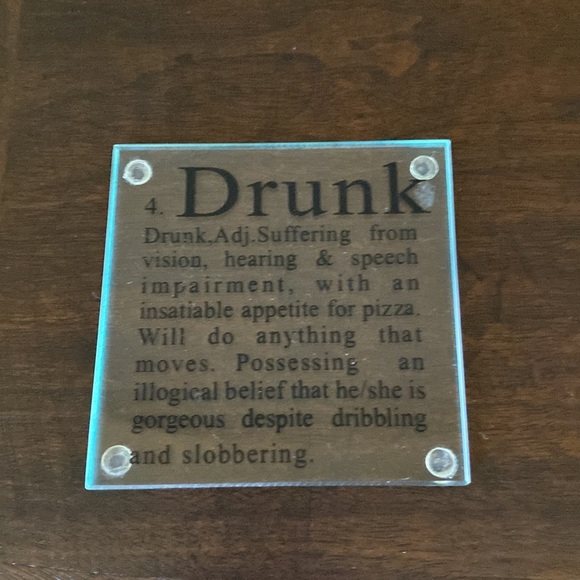 4. Drunk
Drunk,Adj.Suffering from
vision, hearing & speech
impairment, with an
insatiable appetite for pizza.
Will do anything that
moves. Possessing an
illogical belief that he/she is
gorgeous despite dribbling
and slobbering.